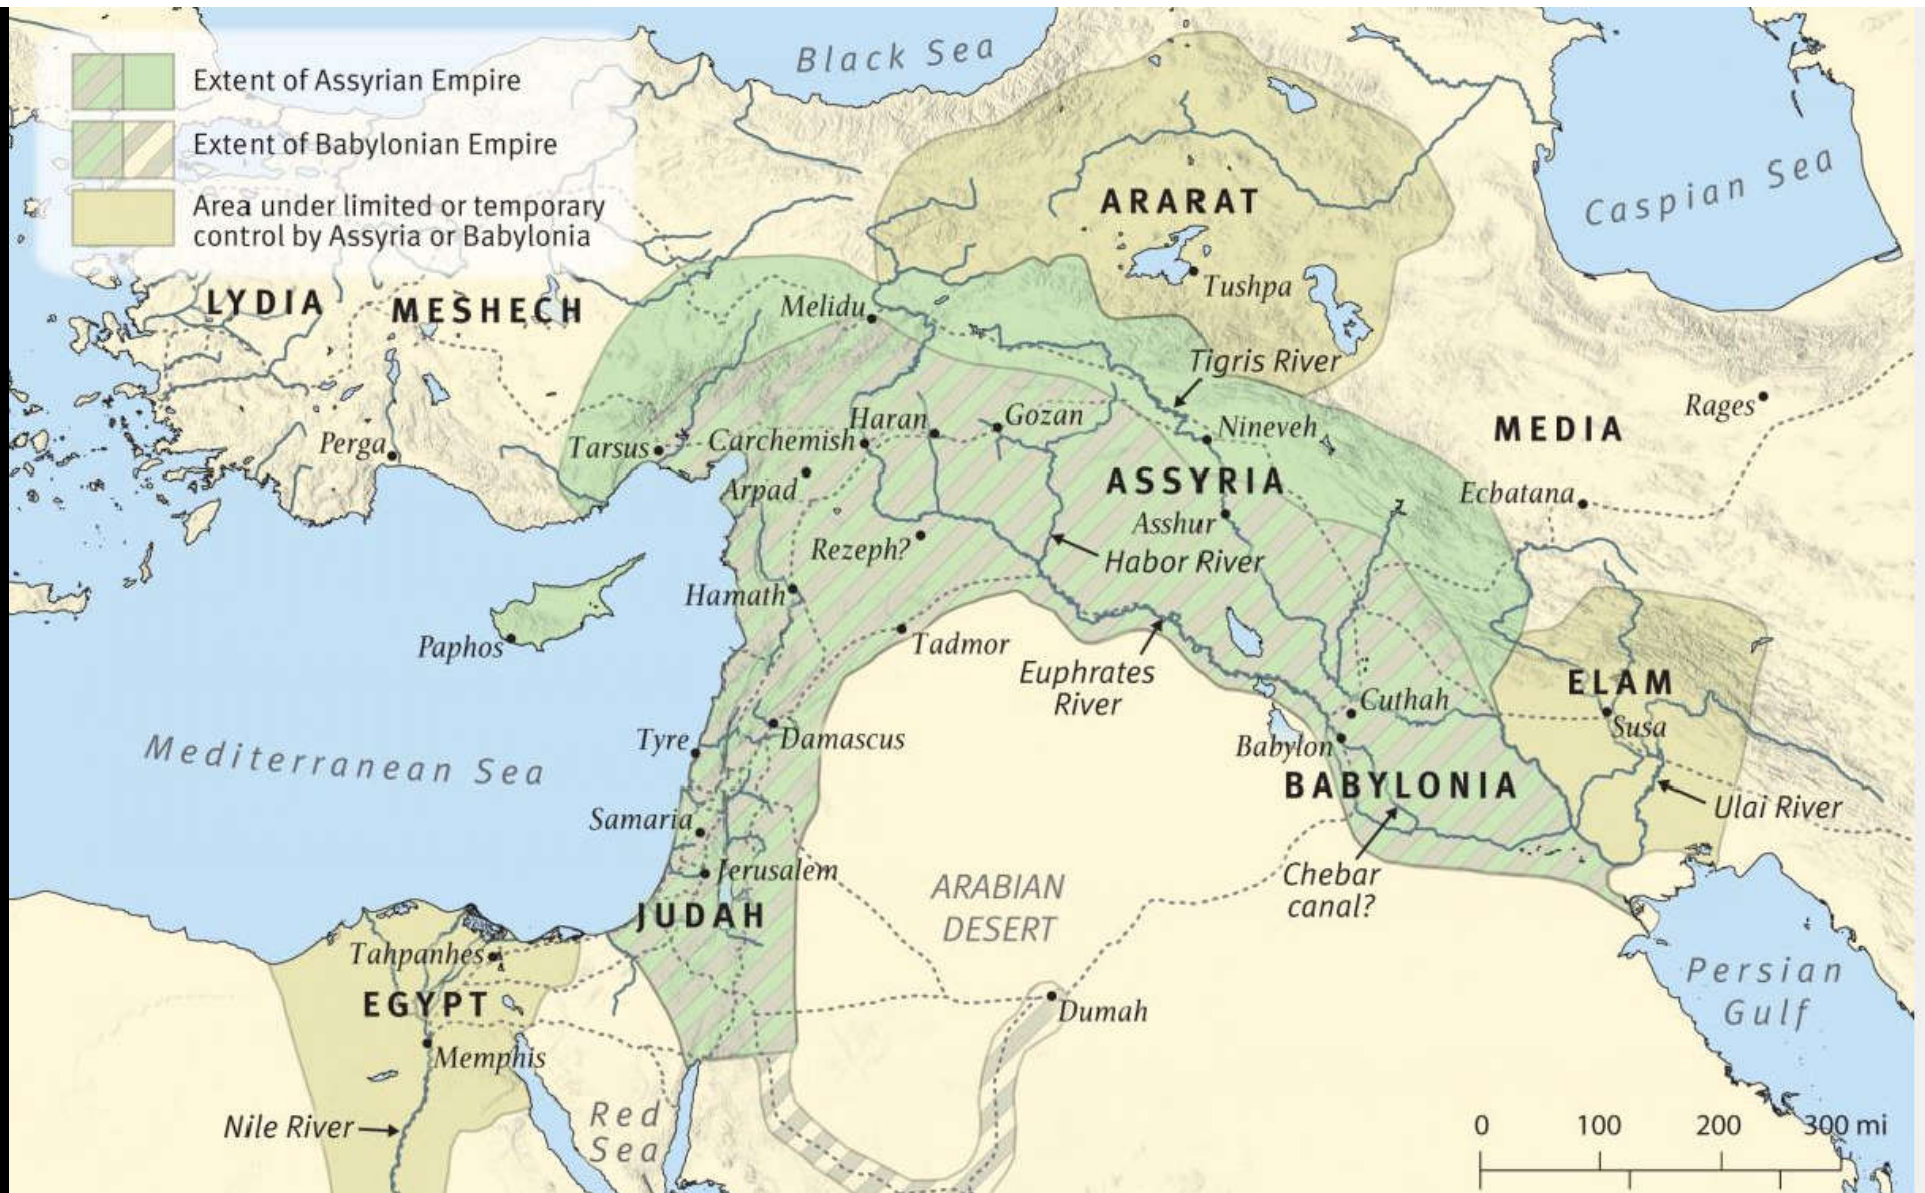 Black Sea
Extent of Assyrian Empire
Extent of Babylonian Empire
Area under limited or temporary
control by Assyria or Babylonia
Caspian Sea
ARARAT
Tushpa
LYDIA
MESHECH
Melidu
Tigris River
Rages
MEDIA
Perga
Tarsus
Carchemish
Haran
Gozan
Nineveh
Arpad
ASSYRIA
Ecbatana
Asshur
Rezeph?
Habor River
Hamath
Paphos
Tadmor
Euphrates
River
ELAM
Susa
Cuthah
Tyre
Damascus
Babylon
BABYLONIA
Mediterranean Sea
Ulai River
Samaria
Jerusalem
JUDAH
ARABIAN
DESERT
Chebar
canal?
Tahpanhes
EGYPT
Persian
Gulf
Dumah
Memphis
Nile River
Red
Sea
0 100 200 300 mi